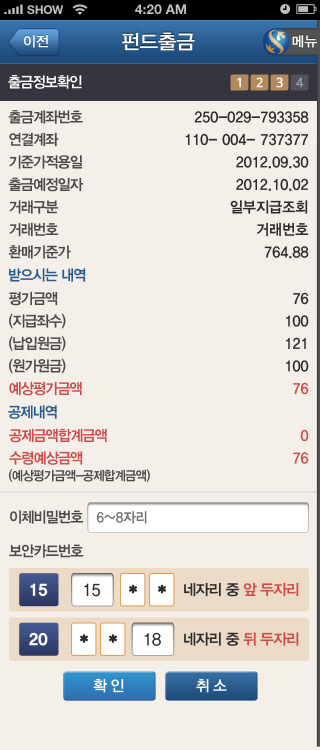 SHOW 4:20 AM
이전 펀드출금 메뉴
출금정보확인 1 2 3 4
출금계좌번호 250-029-793358
연결계좌 110- 004- 737377
기준가적용일 2012.09.30
출금예정일자 2012.10.02
거래구분 일부지급조회
거래번호 거래번호
환매기준가 764.88
받으시는 내역
평가금액 76
(지급좌수) 100
(납입원금) 121
(원가원금) 100
예상평가금액 76
공제내역
공제금액합계금액 0
수령예상금액 76
(예상평가금액-공제합계금액)
이체비밀번호 6~8자리
보안카드번호
15 15 * * 네자리 중 앞 두자리
20 * * 18 네자리 중 뒤 두자리
확인 취소